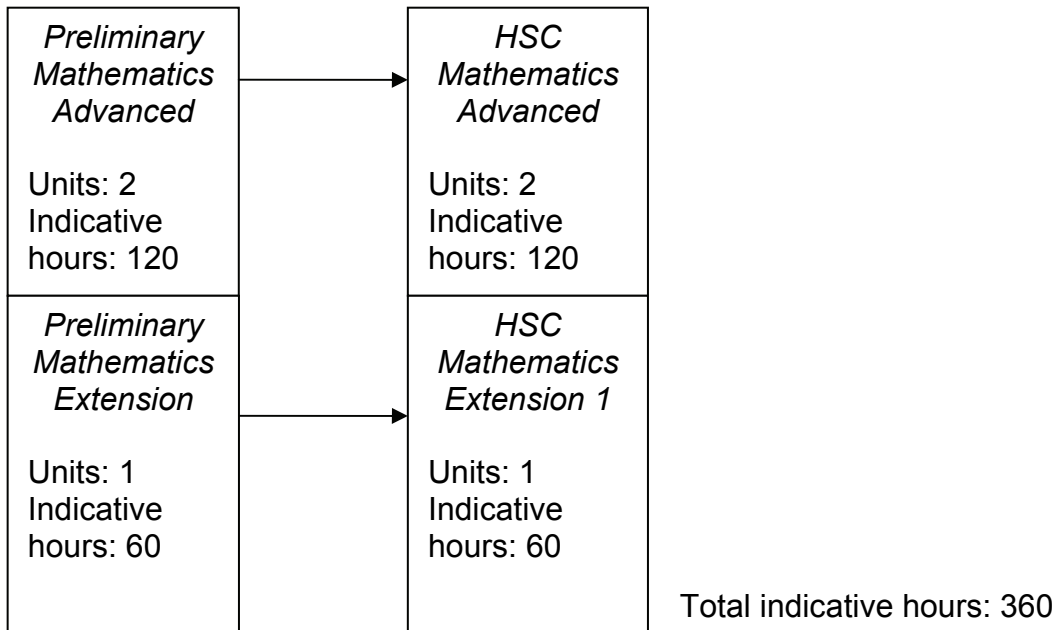 Preliminary
Mathematics
Advanced
Units: 2
Indicative
hours: 120
HSC
Mathematics
Advanced
Units: 2
Indicative
hours: 120
Preliminary
Mathematics
Extension
Units: 1
Indicative
hours: 60
HSC
Mathematics
Extension 1
Units: 1
Indicative
hours: 60
Total indicative hours: 360